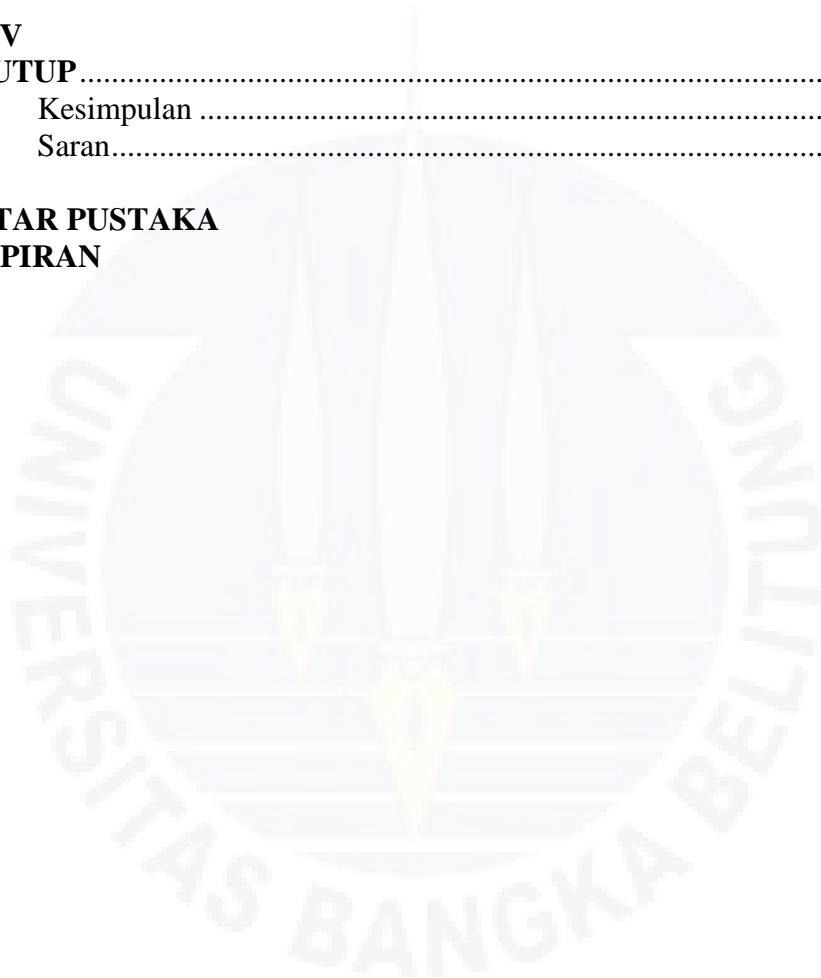 V
UTUP..........................................................................................
Kesimpulan ..............................................................................
Saran.........................................................................................
TAR PUSTAKA
PIRAN
UNIVERSITAS BANGKA BELITUNG